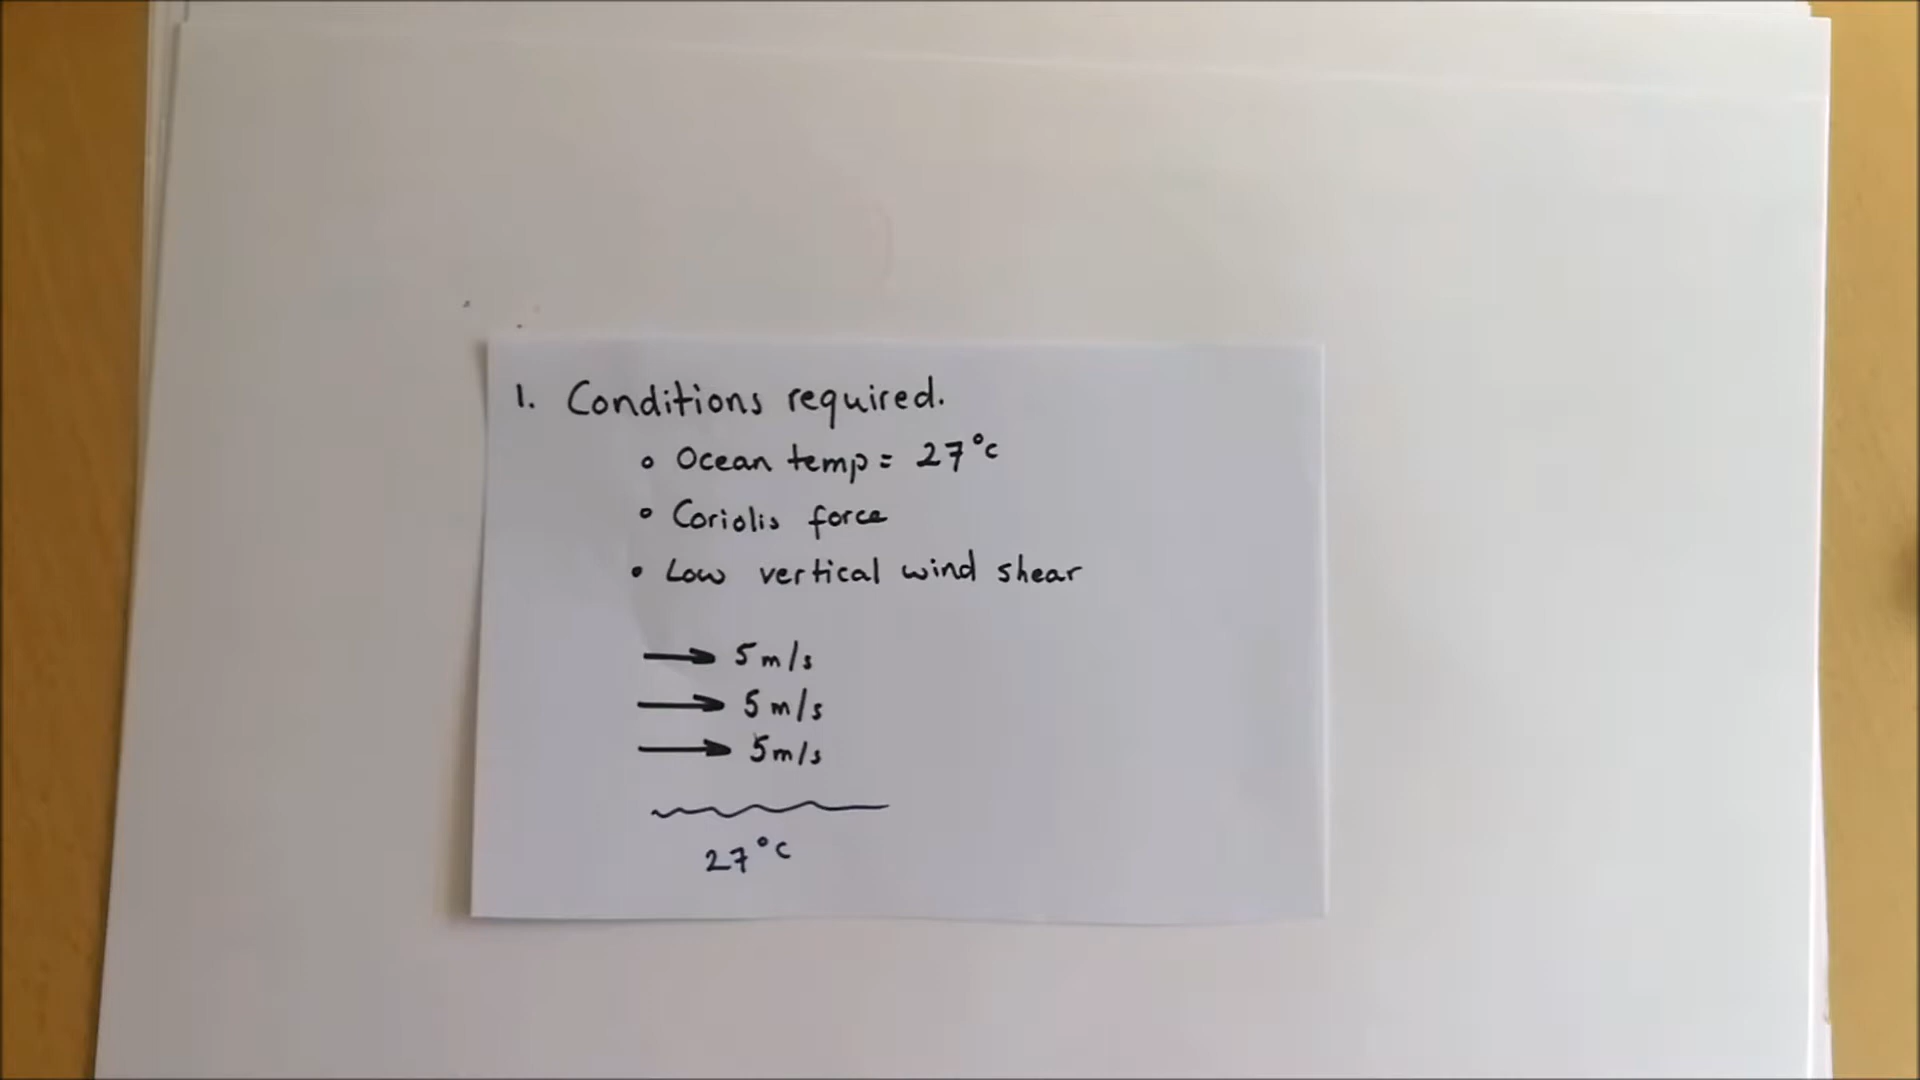 1. Conditions required.
• Ocean temp = 27°C
• Coriolis force
• Low vertical wind shear
→ 5 m/s
→ 5 m/s
→ 5 m/s
27°C